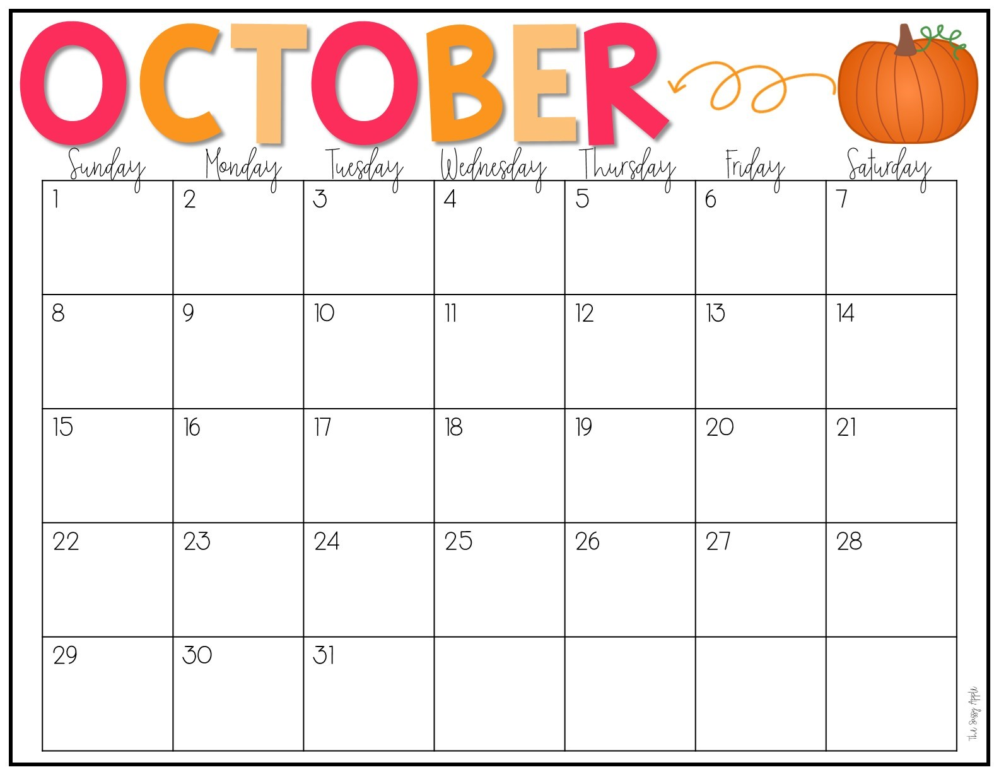 OCTOBER
Sunday Monday Tuesday Wednesday Thursday Friday Saturday
1 2 3 4 5 6 7
8 9 10 11 12 13 14
15 16 17 18 19 20 21
22 23 24 25 26 27 28
29 30 31
The Sassy Apple